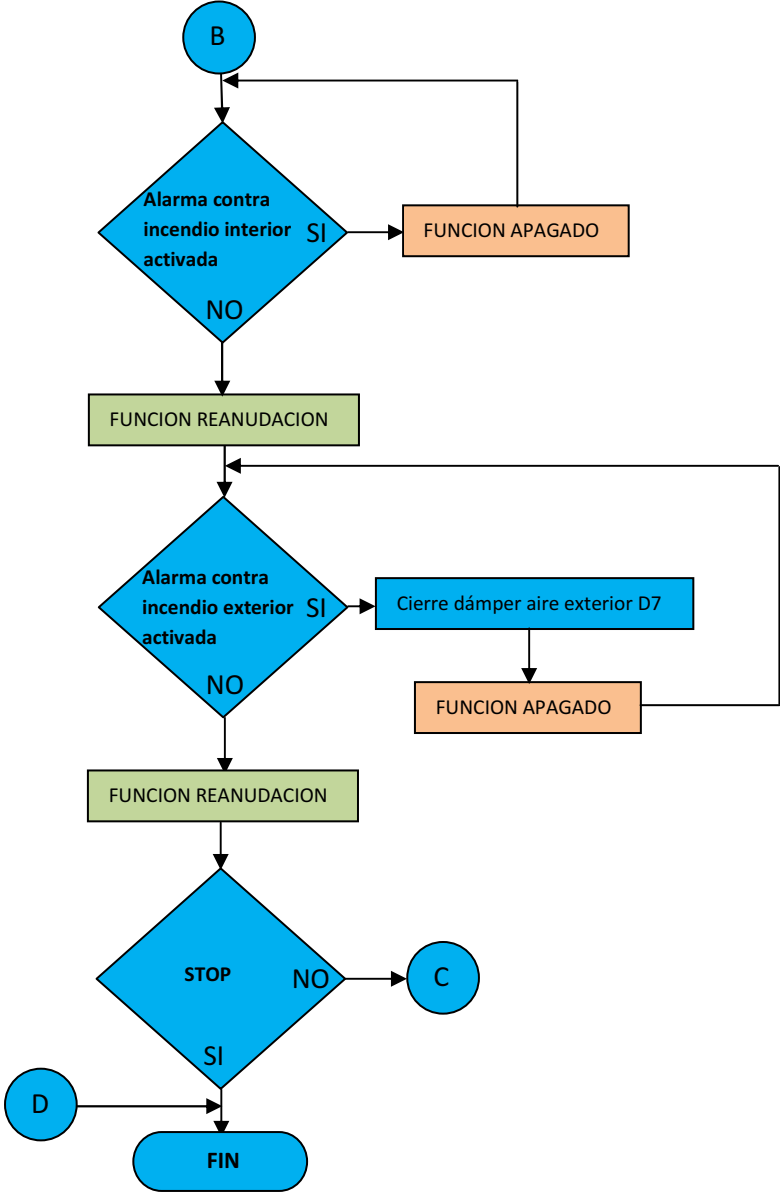 B
Alarma contra
incendio interior
activada
SI
FUNCION APAGADO
NO
FUNCION REANUDACION
Alarma contra
incendio exterior
activada
SI
Cierre dámper aire exterior D7
NO
FUNCION APAGADO
FUNCION REANUDACION
STOP
NO
C
SI
D
FIN